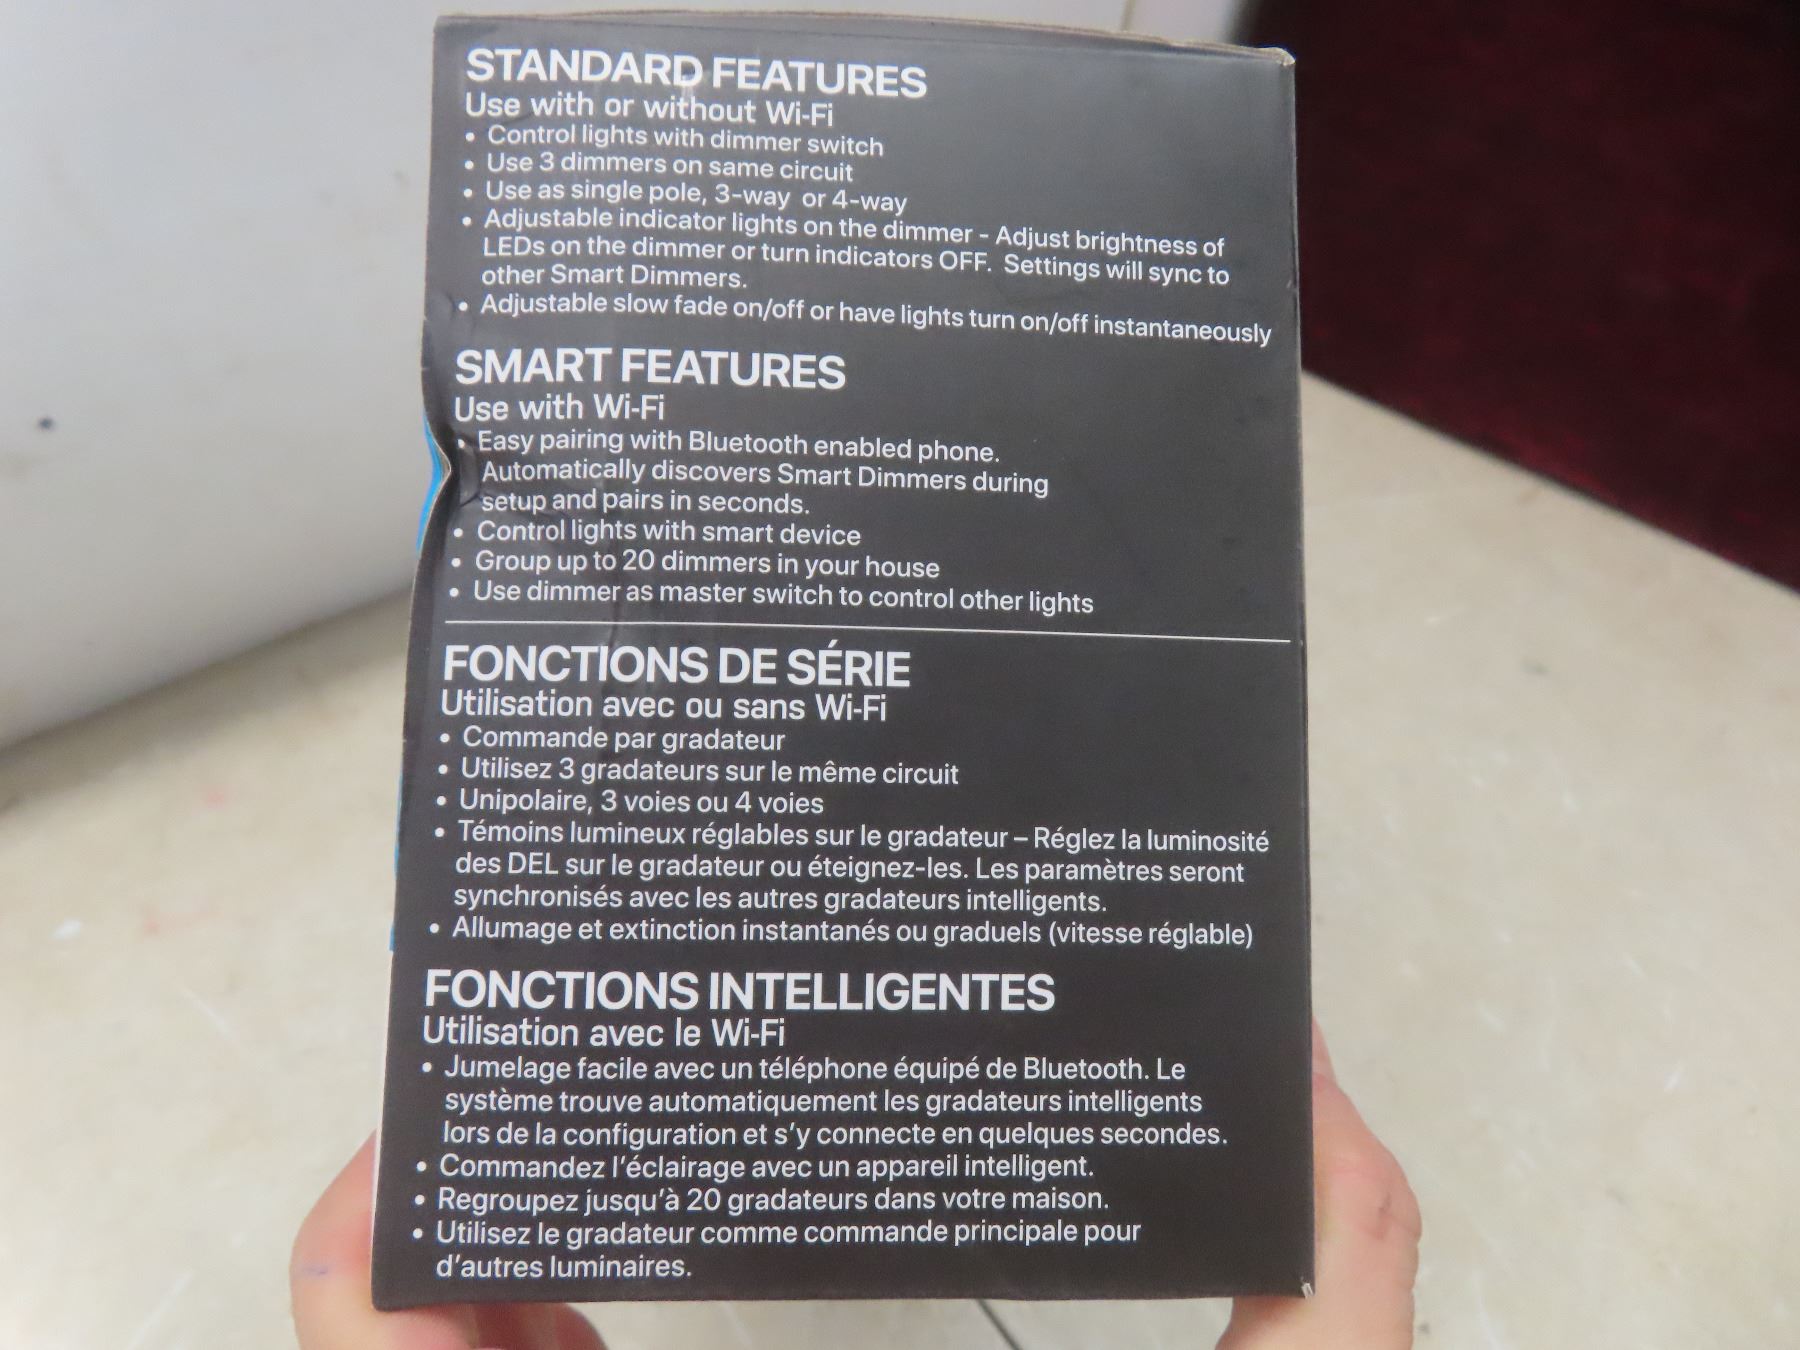 STANDARD FEATURES
Use with or without Wi-Fi
• Control lights with dimmer switch
• Use 3 dimmers on same circuit
• Use as single pole, 3-way or 4-way
• Adjustable indicator lights on the dimmer - Adjust brightness of
LEDs on the dimmer or turn indicators OFF. Settings will sync to
other Smart Dimmers.
• Adjustable slow fade on/off or have lights turn on/off instantaneously
SMART FEATURES
Use with Wi-Fi
• Easy pairing with Bluetooth enabled phone.
Automatically discovers Smart Dimmers during
setup and pairs in seconds.
• Control lights with smart device
• Group up to 20 dimmers in your house
• Use dimmer as master switch to control other lights
FONCTIONS DE SÉRIE
Utilisation avec ou sans Wi-Fi
• Commande par gradateur
• Utilisez 3 gradateurs sur le même circuit
• Unipolaire, 3 voies ou 4 voies
• Témoins lumineux réglables sur le gradateur – Réglez la luminosité
des DEL sur le gradateur ou éteignez-les. Les paramètres seront
synchronisés avec les autres gradateurs intelligents.
• Allumage et extinction instantanés ou graduels (vitesse réglable)
FONCTIONS INTELLIGENTES
Utilisation avec le Wi-Fi
• Jumelage facile avec un téléphone équipé de Bluetooth. Le
système trouve automatiquement les gradateurs intelligents
lors de la configuration et s'y connecte en quelques secondes.
• Commandez l'éclairage avec un appareil intelligent.
• Regroupez jusqu'à 20 gradateurs dans votre maison.
• Utilisez le gradateur comme commande principale pour
d'autres luminaires.